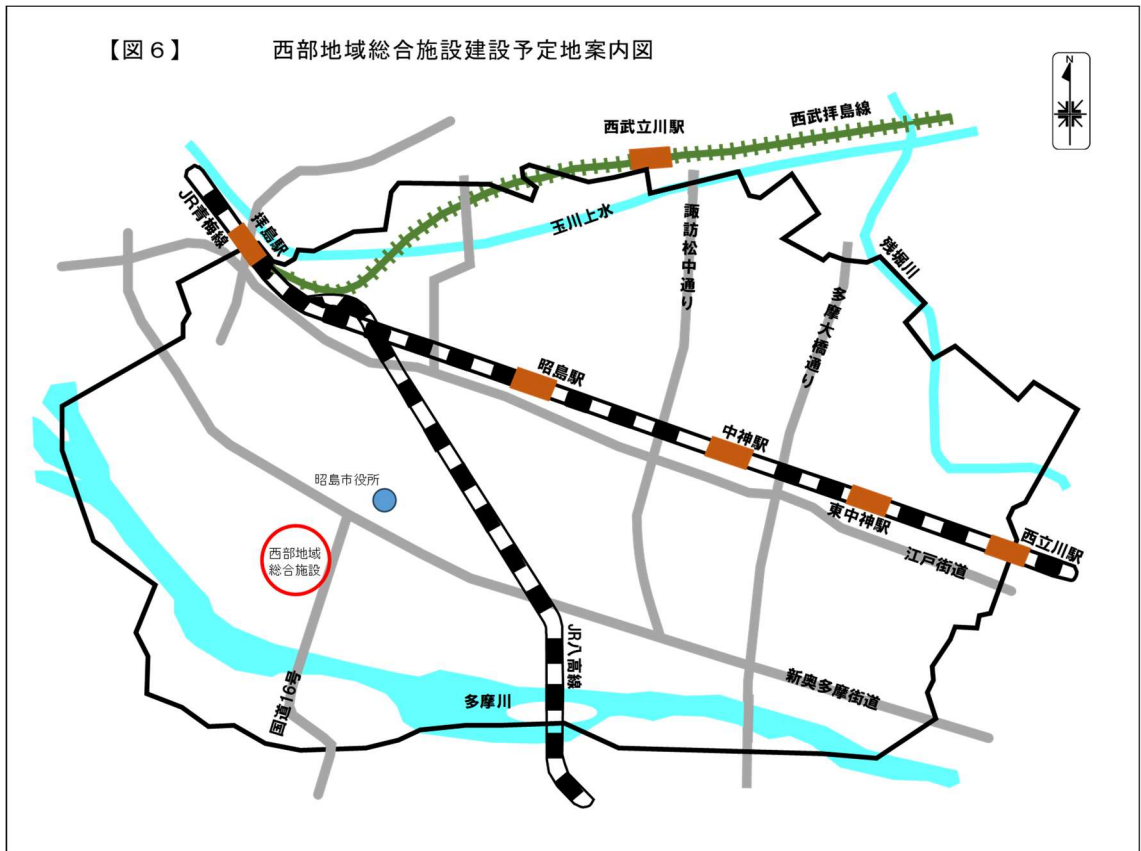 【図６】 西部地域総合施設建設予定地案内図
N
西武拝島線
西武立川駅
JR青梅線
拝島駅
玉川上水
諏訪松中通り
残堀川
多摩大橋通り
昭島駅
中神駅
昭島市役所
東中神駅
西立川駅
西部地域
総合施設
江戸街道
JR八高線
国道16号
多摩川
新奥多摩街道